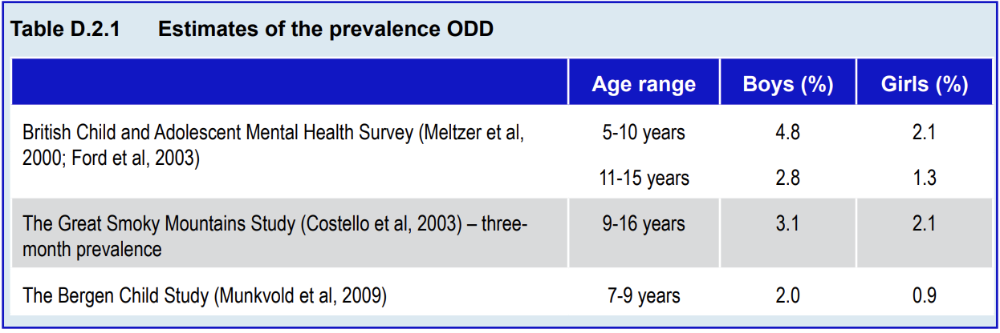 Table D.2.1 Estimates of the prevalence ODD
Age range Boys (%) Girls (%)
British Child and Adolescent Mental Health Survey (Meltzer et al, 5-10 years 4.8 2.1
2000; Ford et al, 2003)
11-15 years 2.8 1.3
The Great Smoky Mountains Study (Costello et al, 2003) – three- 9-16 years 3.1 2.1
month prevalence
The Bergen Child Study (Munkvold et al, 2009) 7-9 years 2.0 0.9